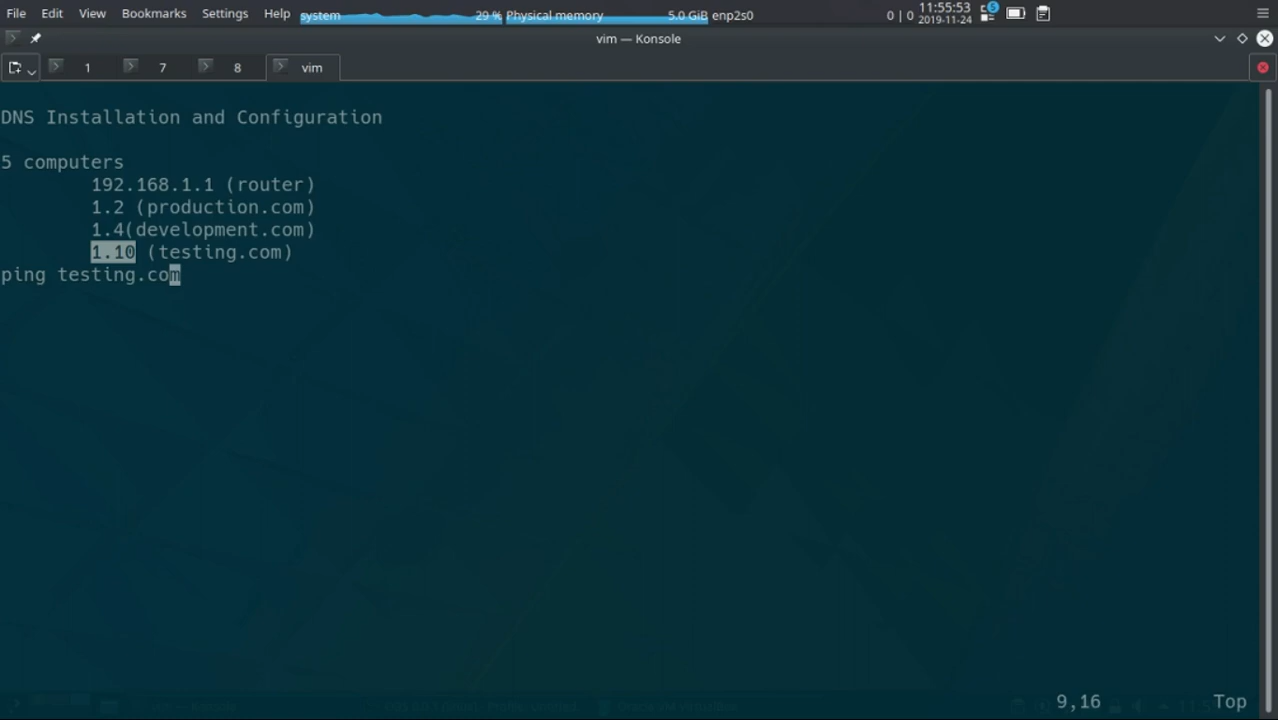 File Edit View Bookmarks Settings Help system 29 % Physical memory 5.0 GiB enp2s0 0 | 0 11:55:53 5
2019-11-24
vim — Konsole
1 7 8 vim
DNS Installation and Configuration
5 computers
192.168.1.1 (router)
1.2 (production.com)
1.4(development.com)
1.10 (testing.com)
ping testing.com
9,16 Top